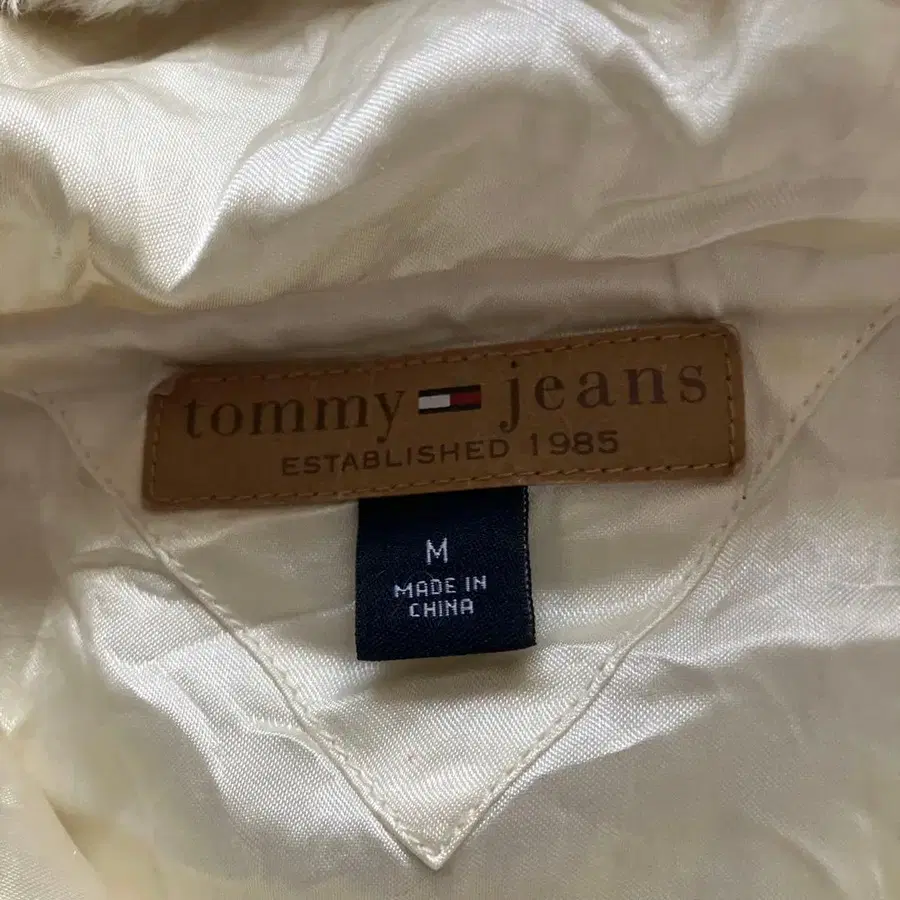 tommy jeans
ESTABLISHED 1985
M
MADE IN
CHINA